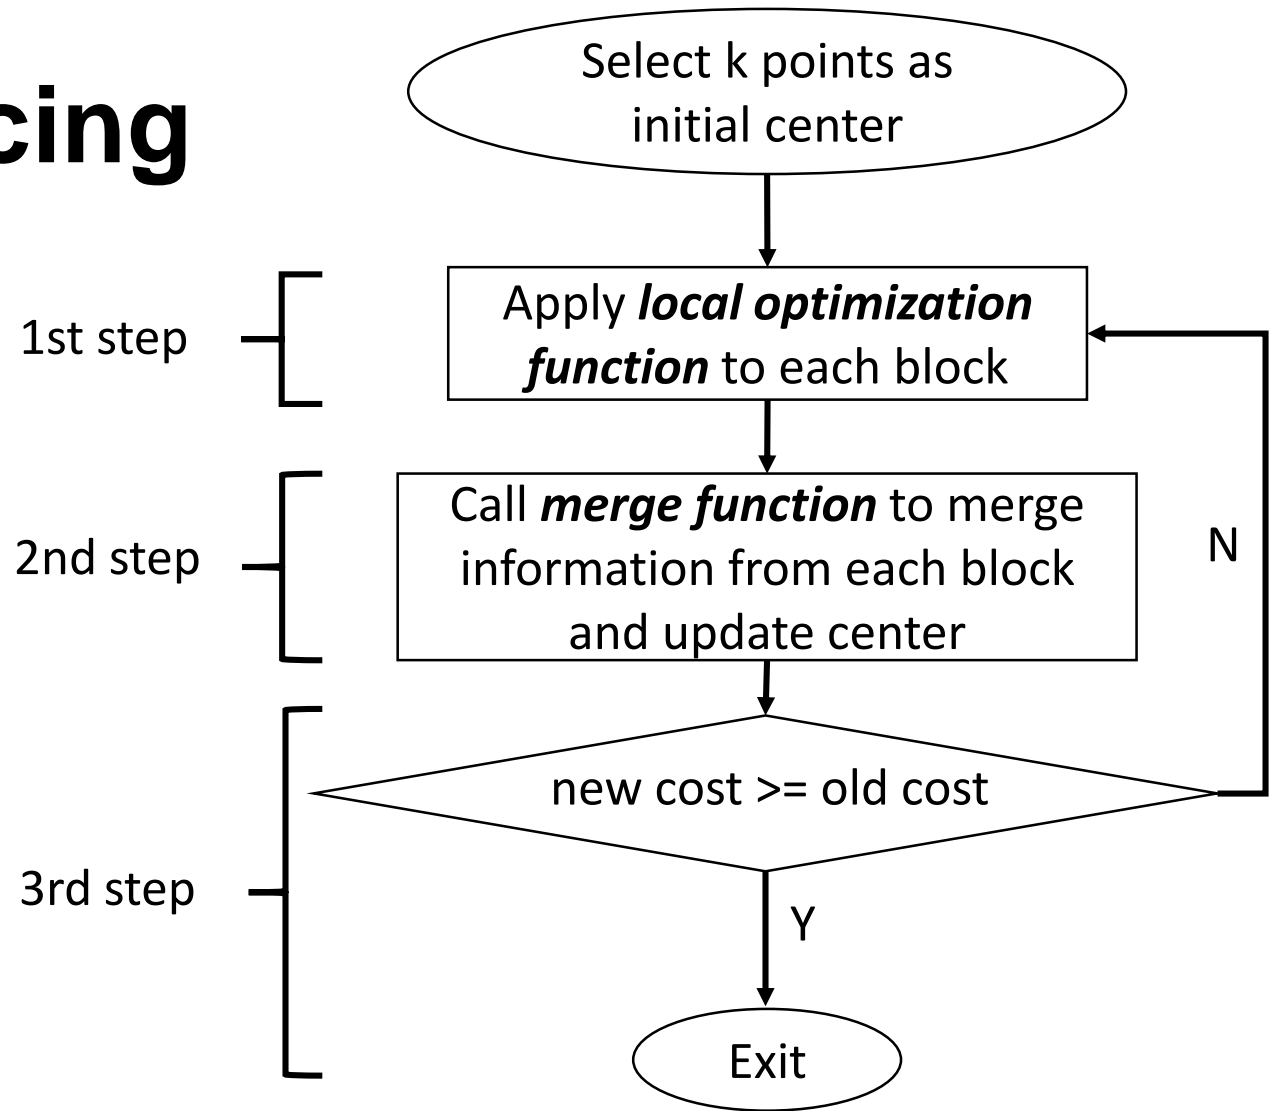 cing
Select k points as
initial center
1st step
Apply local optimization
function to each block
2nd step
Call merge function to merge
information from each block
and update center
N
new cost >= old cost
3rd step
Y
Exit